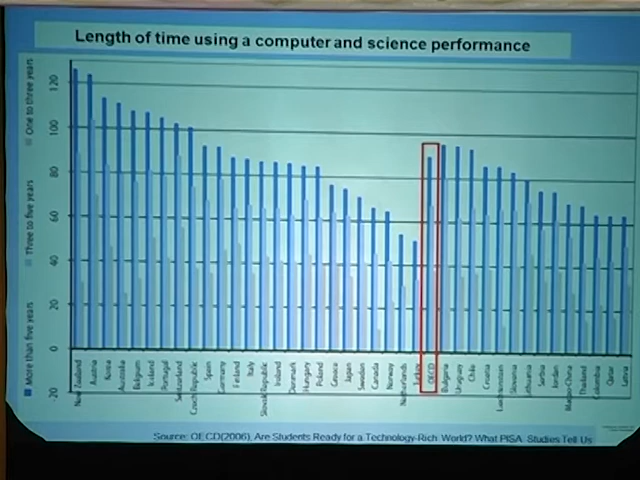 Length of time using a computer and science performance
One to three years
Three to five years
More than five years
120
100
80
60
40
20
0
-20
New Zealand
Austria
Korea
Australia
Belgium
Iceland
Portugal
Switzerland
Czech Republic
Spain
Germany
Finland
Italy
Slovak Republic
Ireland
Denmark
Hungary
Poland
Greece
Japan
Sweden
Canada
Norway
Netherlands
Turkey
OECD
Bulgaria
Uruguay
Chile
Croatia
Liechtenstein
Slovenia
Lithuania
Serbia
Jordan
Macao-China
Thailand
Colombia
Qatar
Latvia
Source: OECD(2006), Are Students Ready for a Technology-Rich World? What PISA Studies Tell Us